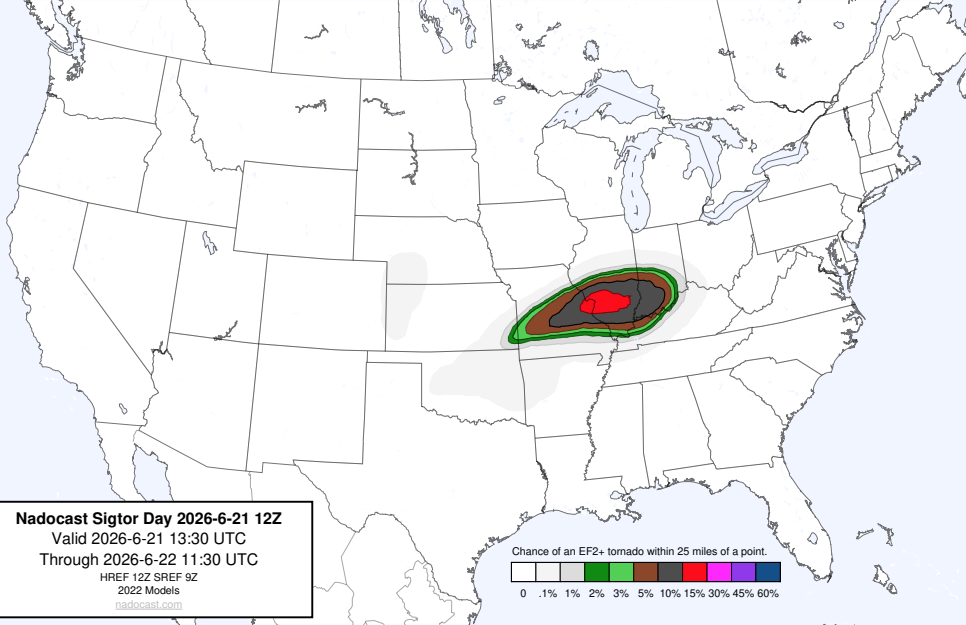 Nadocast Sigtor Day 2026-6-21 12Z
Valid 2026-6-21 13:30 UTC
Through 2026-6-22 11:30 UTC
HREF 12Z SREF 9Z
2022 Models
nadocast.com
Chance of an EF2+ tornado within 25 miles of a point.
0 .1% 1% 2% 3% 5% 10% 15% 30% 45% 60%